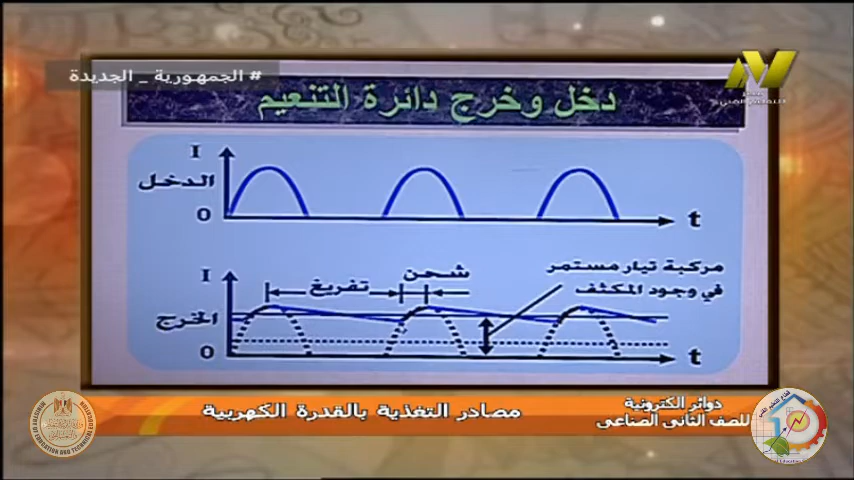 # الجمهورية _ الجديدة
دخل وخرج دائرة التنعيم
I
الدخل
0
t
I
شحن
تفريغ
مركبة تيار مستمر
في وجود المكثف
الخرج
0
t
دوائر الكترونية
للصف الثانى الصناعى
مصادر التغذية بالقدرة الكهربية